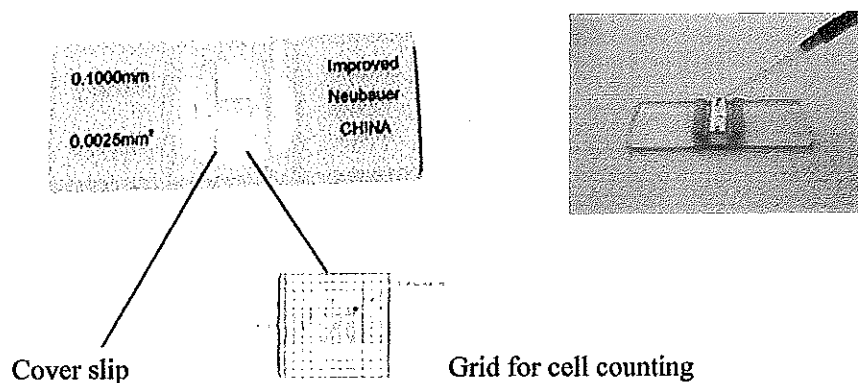 0.1000mm
Improved
Neubauer
0.0025mm²
CHINA
Cover slip
Grid for cell counting